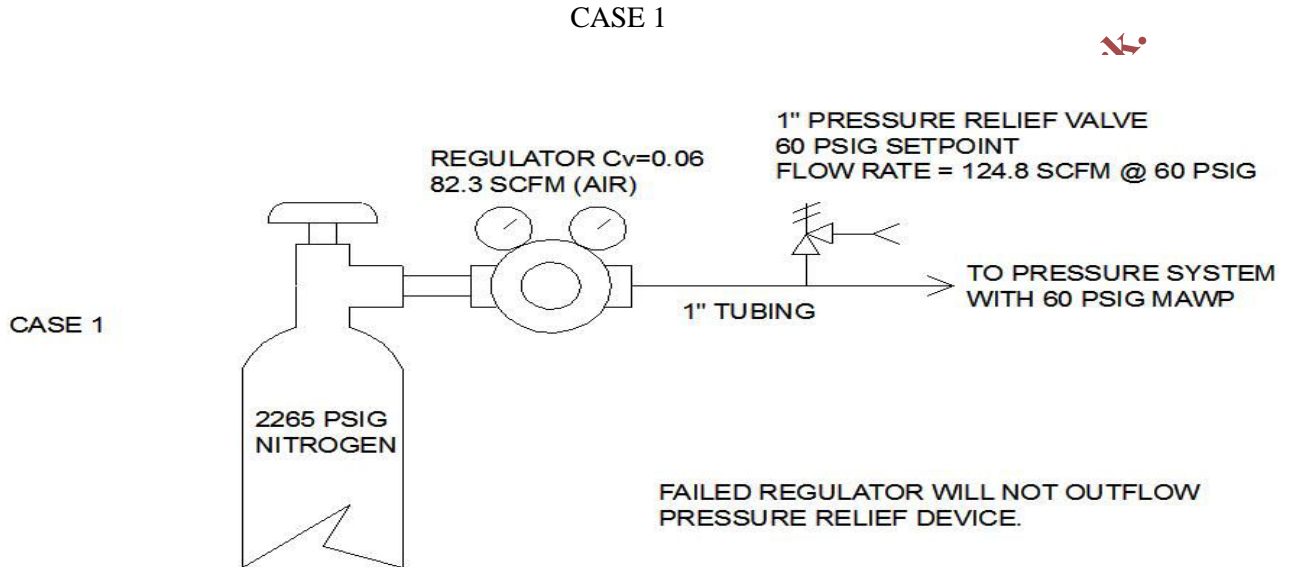 CASE 1
1" PRESSURE RELIEF VALVE
60 PSIG SETPOINT
FLOW RATE = 124.8 SCFM @ 60 PSIG
REGULATOR Cv=0.06
82.3 SCFM (AIR)
TO PRESSURE SYSTEM
WITH 60 PSIG MAWP
1" TUBING
CASE 1
2265 PSIG
NITROGEN
FAILED REGULATOR WILL NOT OUTFLOW
PRESSURE RELIEF DEVICE.